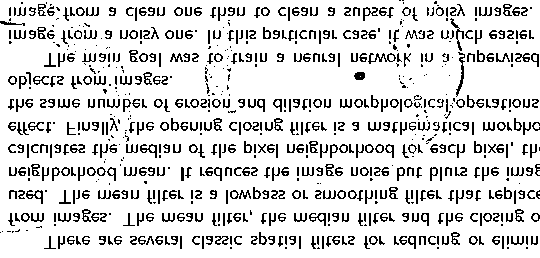 There are several classic spatial filters for reducing or elimin
from images. The mean filter, the median filter and the closing o
used. The mean filter is a lowpass or smoothing filter that replace
neighborhood mean. It reduces the image noise but blurs the imag
calculates the median of the pixel neighborhood for each pixel, the
effect. Finally, the opening closing filter is a mathematical morpho
the same number of erosion and dilation morphological operations
objects from images.
The main goal was to train a neural network in a supervised
image from a noisy one. In this particular case, it was much easier
image from a clean one than to clean a subset of noisy images.